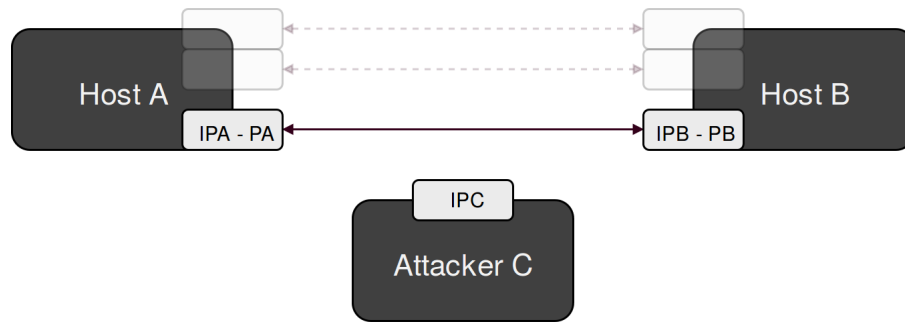 Host A
Host B
IPA - PA
IPB - PB
IPC
Attacker C